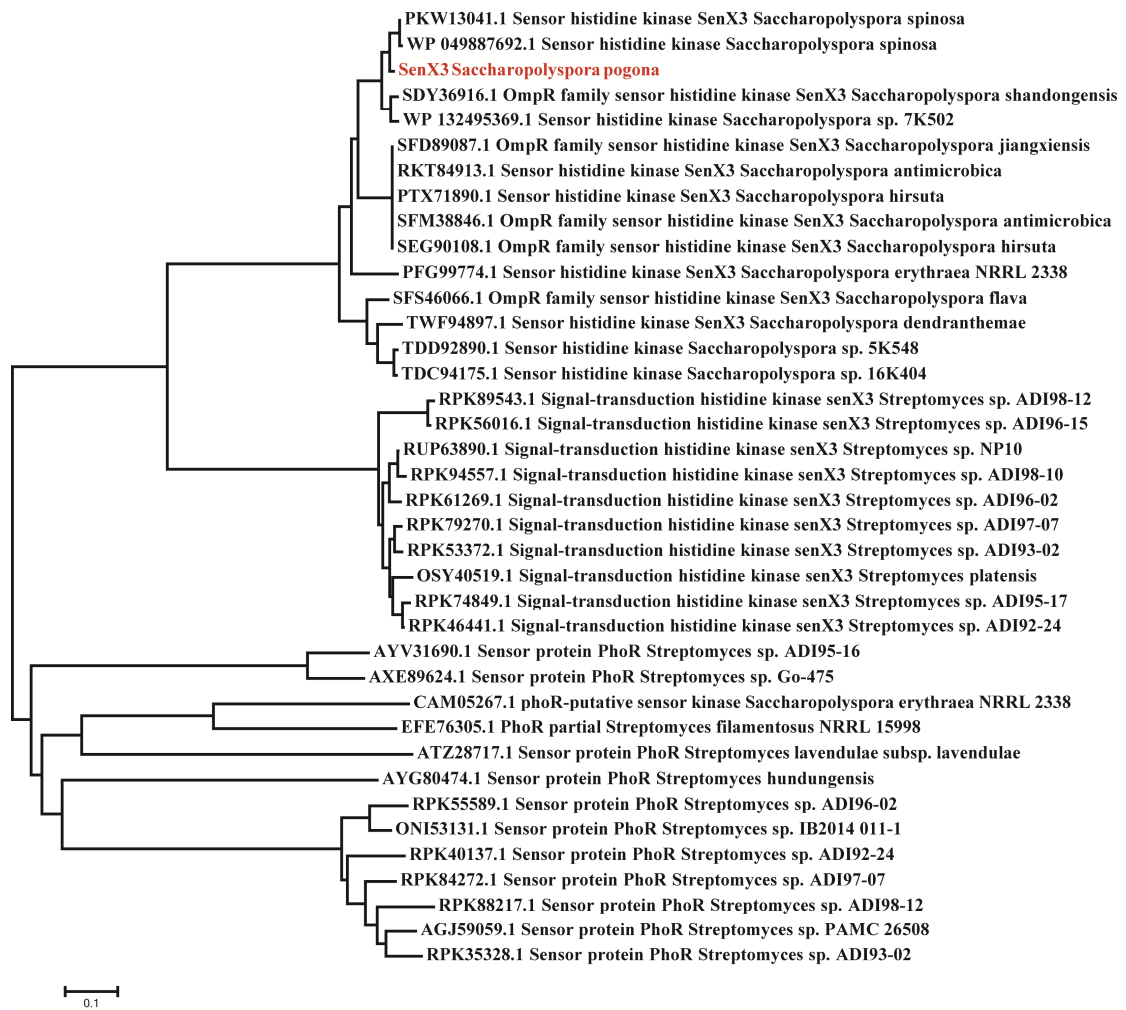 PKW13041.1 Sensor histidine kinase SenX3 Saccharopolyspora spinosa
WP 049887692.1 Sensor histidine kinase Saccharopolyspora spinosa
SenX3 Saccharopolyspora pogona
SDY36916.1 OmpR family sensor histidine kinase SenX3 Saccharopolyspora shandongensis
WP 132495369.1 Sensor histidine kinase Saccharopolyspora sp. 7K502
SFD89087.1 OmpR family sensor histidine kinase SenX3 Saccharopolyspora jiangxiensis
RKT84913.1 Sensor histidine kinase SenX3 Saccharopolyspora antimicrobica
PTX71890.1 Sensor histidine kinase SenX3 Saccharopolyspora hirsuta
SFM38846.1 OmpR family sensor histidine kinase SenX3 Saccharopolyspora antimicrobica
SEG90108.1 OmpR family sensor histidine kinase SenX3 Saccharopolyspora hirsuta
PFG99774.1 Sensor histidine kinase SenX3 Saccharopolyspora erythraea NRRL 2338
SFS46066.1 OmpR family sensor histidine kinase SenX3 Saccharopolyspora flava
TWF94897.1 Sensor histidine kinase SenX3 Saccharopolyspora dendranthemae
TDD92890.1 Sensor histidine kinase Saccharopolyspora sp. 5K548
TDC94175.1 Sensor histidine kinase Saccharopolyspora sp. 16K404
RPK89543.1 Signal-transduction histidine kinase senX3 Streptomyces sp. ADI98-12
RPK56016.1 Signal-transduction histidine kinase senX3 Streptomyces sp. ADI96-15
RUP63890.1 Signal-transduction histidine kinase senX3 Streptomyces sp. NP10
RPK94557.1 Signal-transduction histidine kinase senX3 Streptomyces sp. ADI98-10
RPK61269.1 Signal-transduction histidine kinase senX3 Streptomyces sp. ADI96-02
RPK79270.1 Signal-transduction histidine kinase senX3 Streptomyces sp. ADI97-07
RPK53372.1 Signal-transduction histidine kinase senX3 Streptomyces sp. ADI93-02
OSY40519.1 Signal-transduction histidine kinase senX3 Streptomyces platensis
RPK74849.1 Signal-transduction histidine kinase senX3 Streptomyces sp. ADI95-17
RPK46441.1 Signal-transduction histidine kinase senX3 Streptomyces sp. ADI92-24
AYV31690.1 Sensor protein PhoR Streptomyces sp. ADI95-16
AXE89624.1 Sensor protein PhoR Streptomyces sp. Go-475
CAM05267.1 phoR-putative sensor kinase Saccharopolyspora erythraea NRRL 2338
EFE76305.1 PhoR partial Streptomyces filamentosus NRRL 15998
ATZ28717.1 Sensor protein PhoR Streptomyces lavendulae subsp. lavendulae
AYG80474.1 Sensor protein PhoR Streptomyces hundungensis
RPK55589.1 Sensor protein PhoR Streptomyces sp. ADI96-02
ONI53131.1 Sensor protein PhoR Streptomyces sp. IB2014 011-1
RPK40137.1 Sensor protein PhoR Streptomyces sp. ADI92-24
RPK84272.1 Sensor protein PhoR Streptomyces sp. ADI97-07
RPK88217.1 Sensor protein PhoR Streptomyces sp. ADI98-12
AGJ59059.1 Sensor protein PhoR Streptomyces sp. PAMC 26508
RPK35328.1 Sensor protein PhoR Streptomyces sp. ADI93-02
0.1